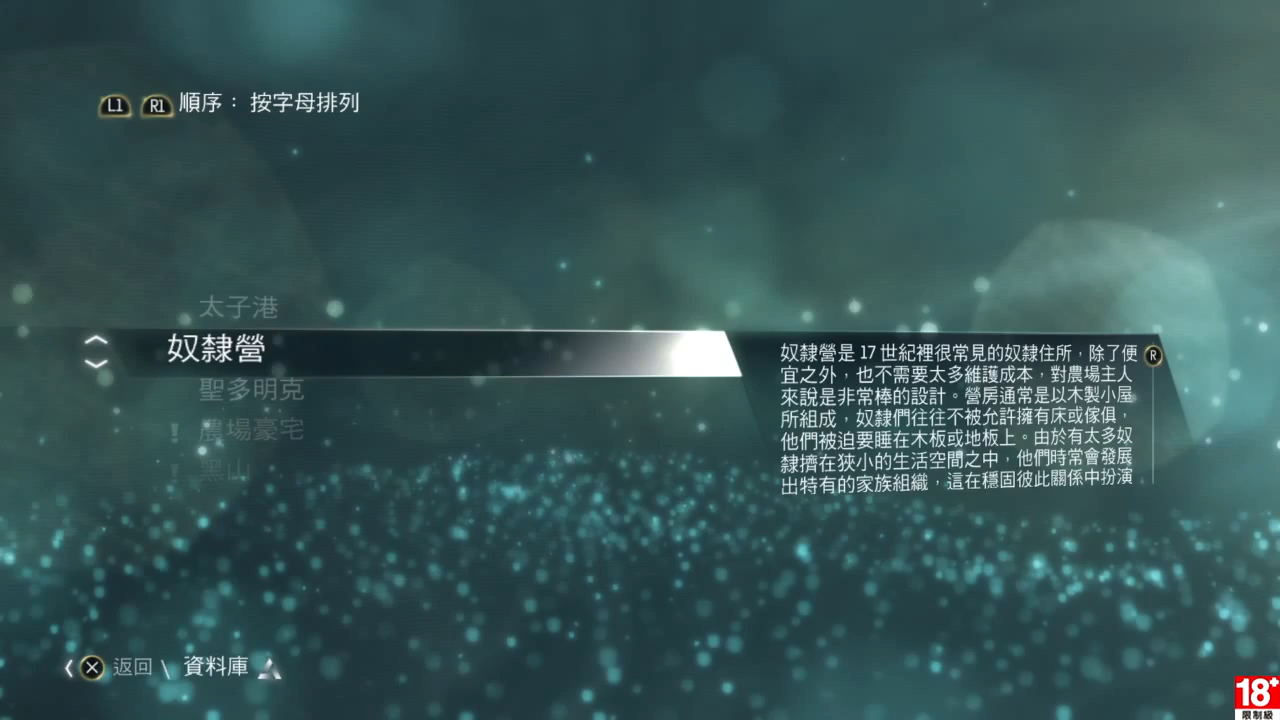 L1 R1 順序： 按字母排列
太子港
奴隸營
聖多明克
! 農場豪宅
! 黑山
奴隸營是 17 世紀裡很常見的奴隸住所，除了便
宜之外，也不需要太多維護成本，對農場主人
來說是非常棒的設計。營房通常是以木製小屋
所組成，奴隸們往往不被允許擁有床或傢俱，
他們被迫要睡在木板或地板上。由於有太多奴
隸擠在狹小的生活空間之中，他們時常會發展
出特有的家族組織，這在穩固彼此關係中扮演
R
返回 \ 資料庫
18+
限制級